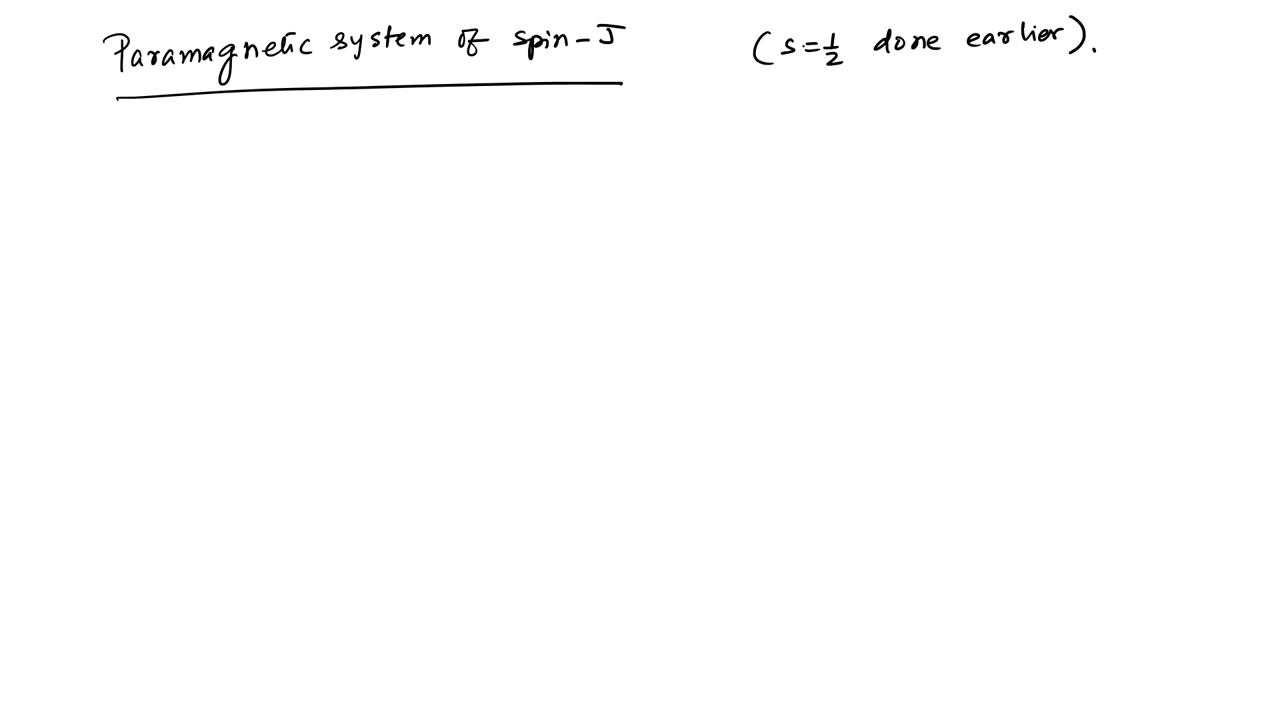 Paramagnetic system of spin-J (s=½ done earlier).